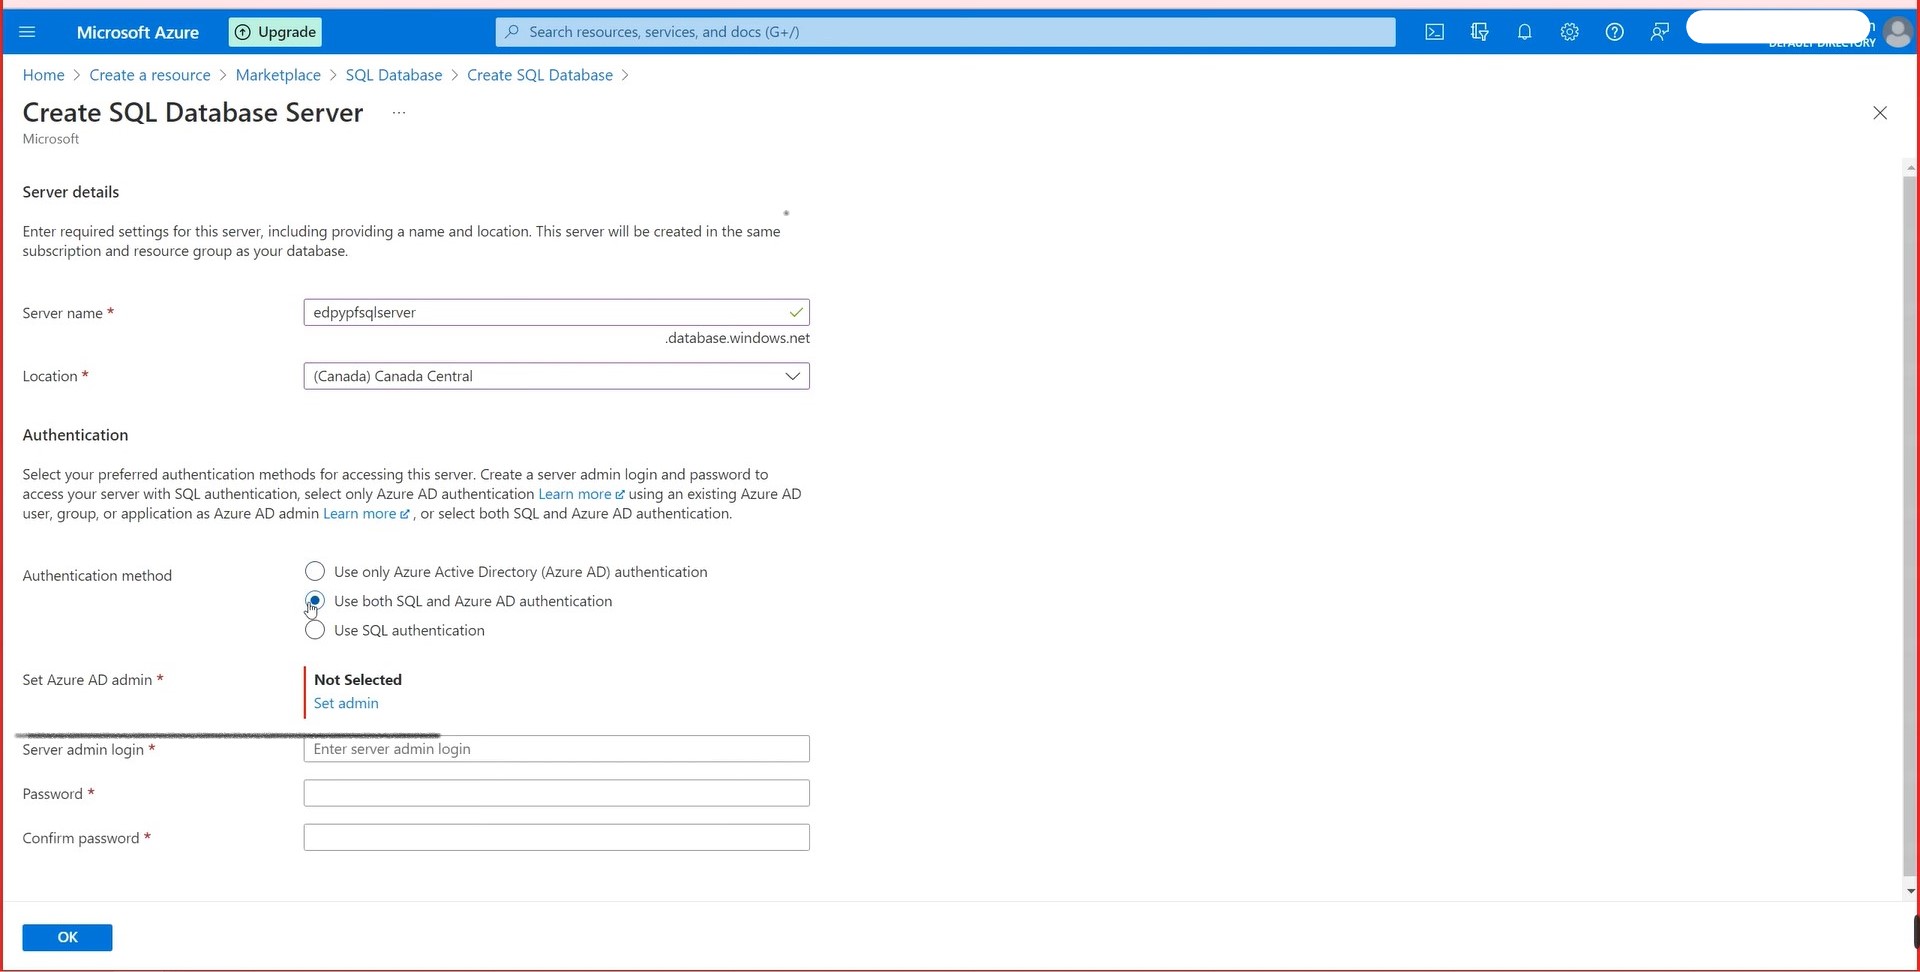 Microsoft Azure
Upgrade
Search resources, services, and docs (G+/)
DEFAULT DIRECTORY
Home > Create a resource > Marketplace > SQL Database > Create SQL Database >
Create SQL Database Server ...
Microsoft
Server details
Enter required settings for this server, including providing a name and location. This server will be created in the same
subscription and resource group as your database.
Server name *
edpypfsqlserver
.database.windows.net
Location *
(Canada) Canada Central
Authentication
Select your preferred authentication methods for accessing this server. Create a server admin login and password to
access your server with SQL authentication, select only Azure AD authentication Learn more using an existing Azure AD
user, group, or application as Azure AD admin Learn more , or select both SQL and Azure AD authentication.
Authentication method
Use only Azure Active Directory (Azure AD) authentication
Use both SQL and Azure AD authentication
Use SQL authentication
Set Azure AD admin *
Not Selected
Set admin
Server admin login *
Enter server admin login
Password *
Confirm password *
OK